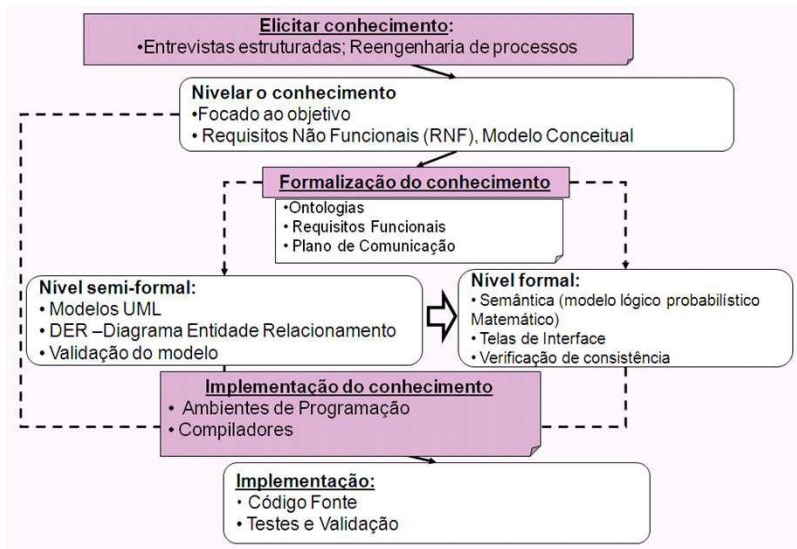 Elicitar conhecimento:
•Entrevistas estruturadas; Reengenharia de processos
Nivelar o conhecimento
•Focado ao objetivo
• Requisitos Não Funcionais (RNF), Modelo Conceitual
Formalização do conhecimento
•Ontologias
• Requisitos Funcionais
• Plano de Comunicação
Nível semi-formal:
• Modelos UML
• DER –Diagrama Entidade Relacionamento
• Validação do modelo
Nível formal:
• Semântica (modelo lógico probabilístico
Matemático)
• Telas de Interface
• Verificação de consistência
Implementação do conhecimento
• Ambientes de Programação
• Compiladores
Implementação:
• Código Fonte
• Testes e Validação